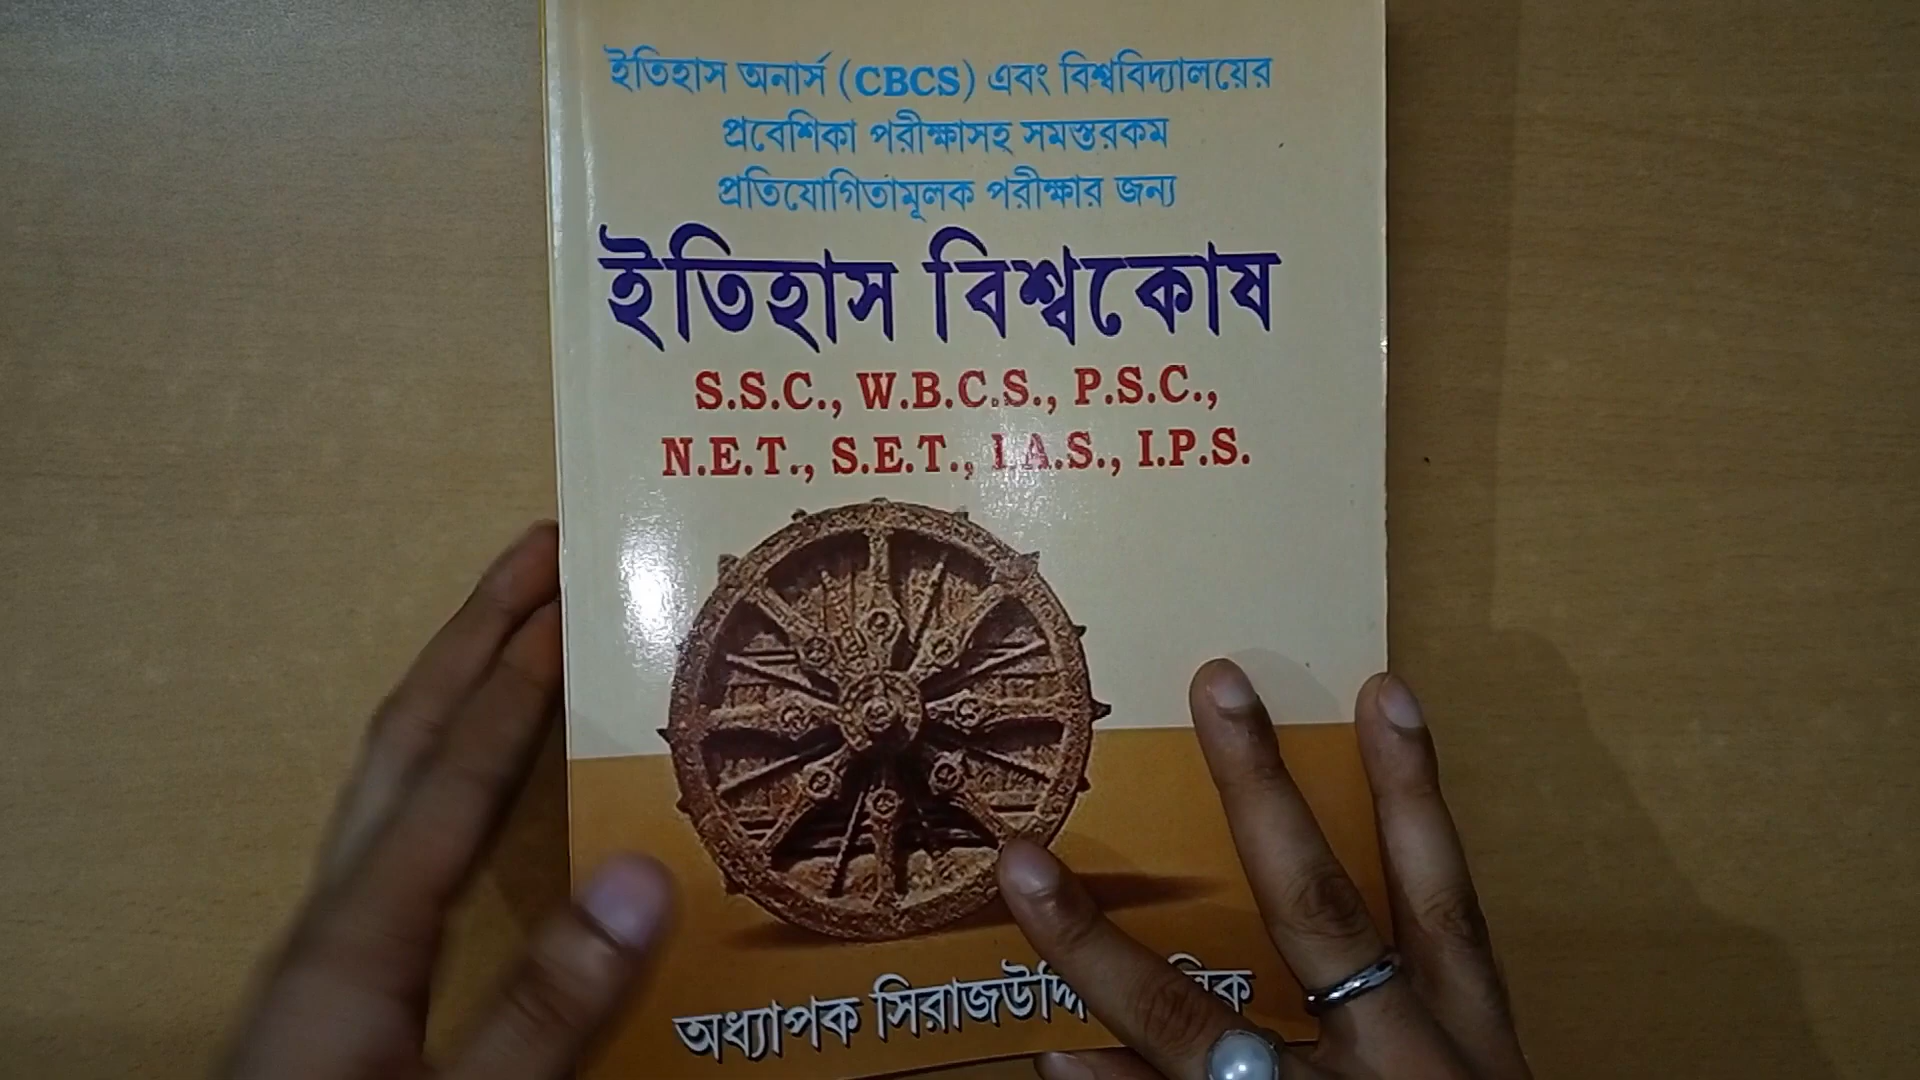 ইতিহাস অনার্স (CBCS) এবং বিশ্ববিদ্যালয়ের
প্রবেশিকা পরীক্ষাসহ সমস্তরকম
প্রতিযোগিতামূলক পরীক্ষার জন্য
ইতিহাস বিশ্বকোষ
S.S.C., W.B.C.S., P.S.C.,
N.E.T., S.E.T., I.A.S., I.P.S.
অধ্যাপক